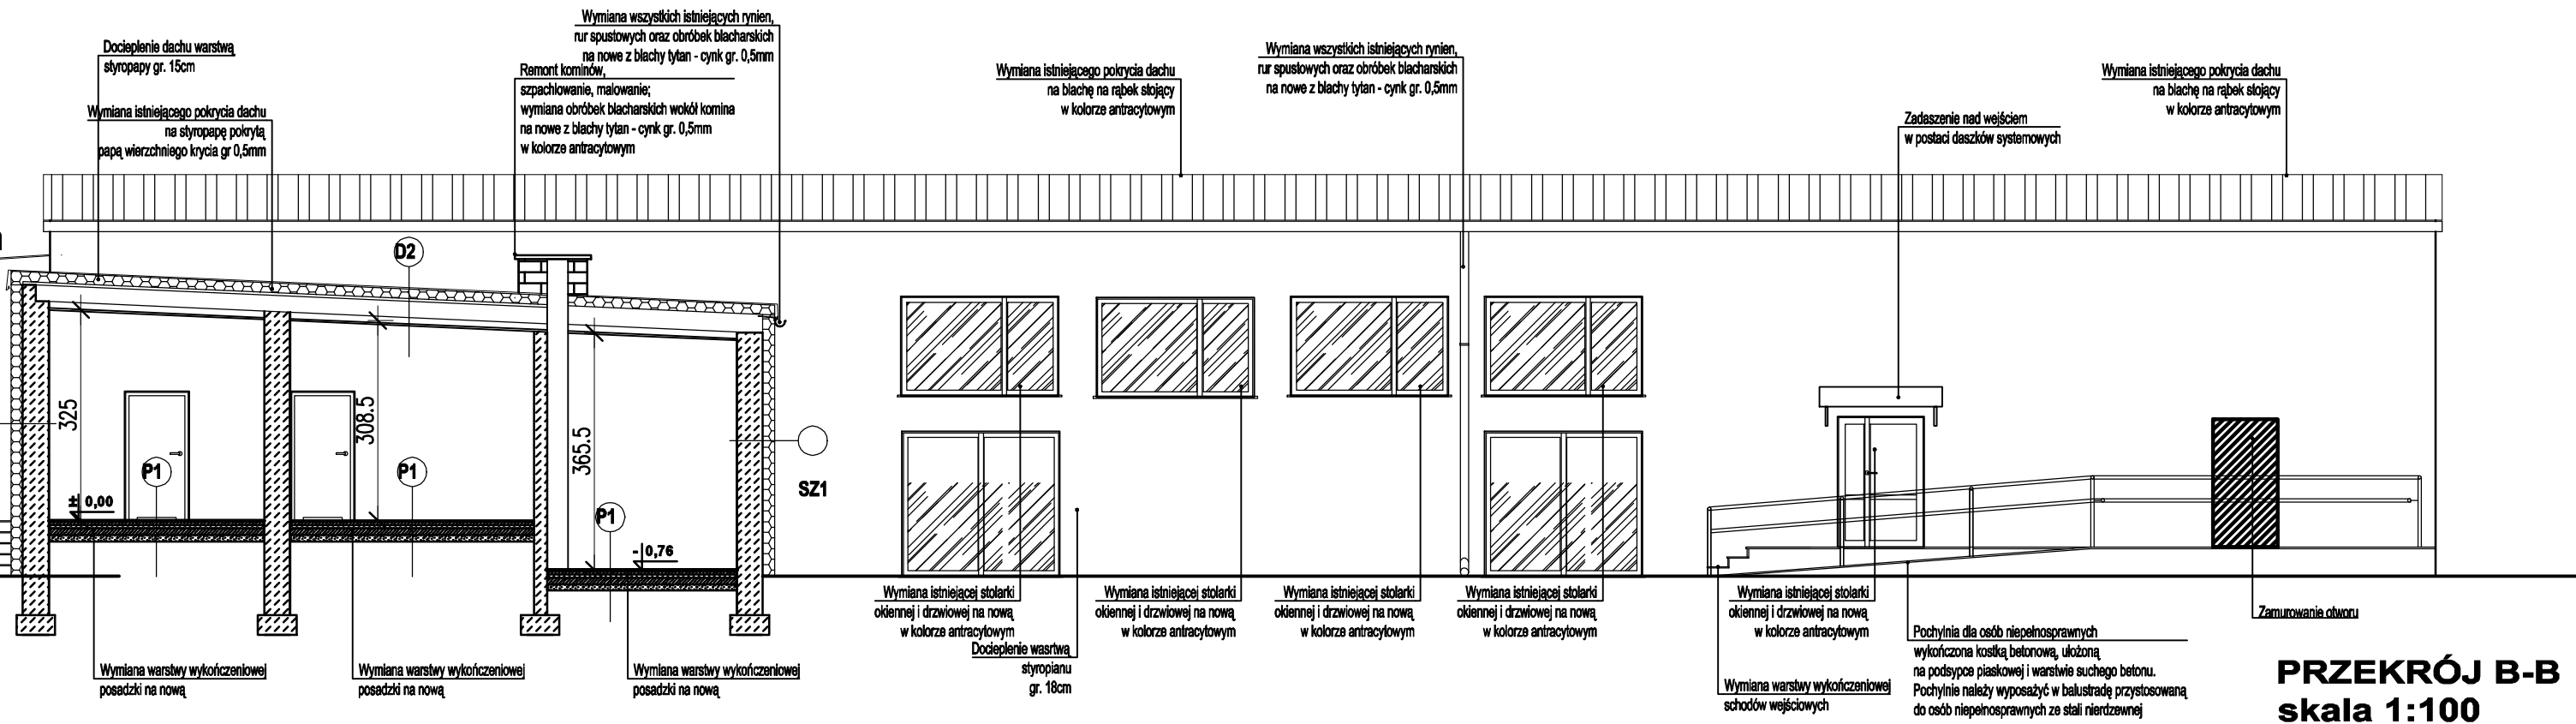 Docieplenie dachu warstwą
styropapy gr. 15cm
Wymiana istniejącego pokrycia dachu
na styropapę pokrytą
papą wierzchniego krycia gr 0,5mm
Wymiana wszystkich istniejących rynien,
rur spustowych oraz obróbek blacharskich
na nowe z blachy tytan - cynk gr. 0,5mm
Remont kominów,
szpachlowanie, malowanie;
wymiana obróbek blacharskich wokół komina
na nowe z blachy tytan - cynk gr. 0,5mm
w kolorze antracytowym
Wymiana istniejącego pokrycia dachu
na blachę na rąbek stojący
w kolorze antracytowym
Wymiana wszystkich istniejących rynien,
rur spustowych oraz obróbek blacharskich
na nowe z blachy tytan - cynk gr. 0,5mm
Zadaszenie nad wejściem
w postaci daszków systemowych
Wymiana istniejącego pokrycia dachu
na blachę na rąbek stojący
w kolorze antracytowym
D2
325
308.5
365.5
P1
P1
P1
± 0,00
- 0,76
SZ1
Wymiana istniejącej stolarki
okiennej i drzwiowej na nową
w kolorze antracytowym
Docieplenie wasrtwą
styropianu
gr. 18cm
Wymiana istniejącej stolarki
okiennej i drzwiowej na nową
w kolorze antracytowym
Wymiana istniejącej stolarki
okiennej i drzwiowej na nową
w kolorze antracytowym
Wymiana istniejącej stolarki
okiennej i drzwiowej na nową
w kolorze antracytowym
Wymiana istniejącej stolarki
okiennej i drzwiowej na nową
w kolorze antracytowym
Zamurowanie otworu
Wymiana warstwy wykończeniowej
posadzki na nową
Wymiana warstwy wykończeniowej
posadzki na nową
Wymiana warstwy wykończeniowej
posadzki na nową
Wymiana warstwy wykończeniowej
schodów wejściowych
Pochylnia dla osób niepełnosprawnych
wykończona kostką betonową, ułożoną
na podsypce piaskowej i warstwie suchego betonu.
Pochylnie należy wyposażyć w balustradę przystosowaną
do osób niepełnosprawnych ze stali nierdzewnej
PRZEKRÓJ B-B
skala 1:100